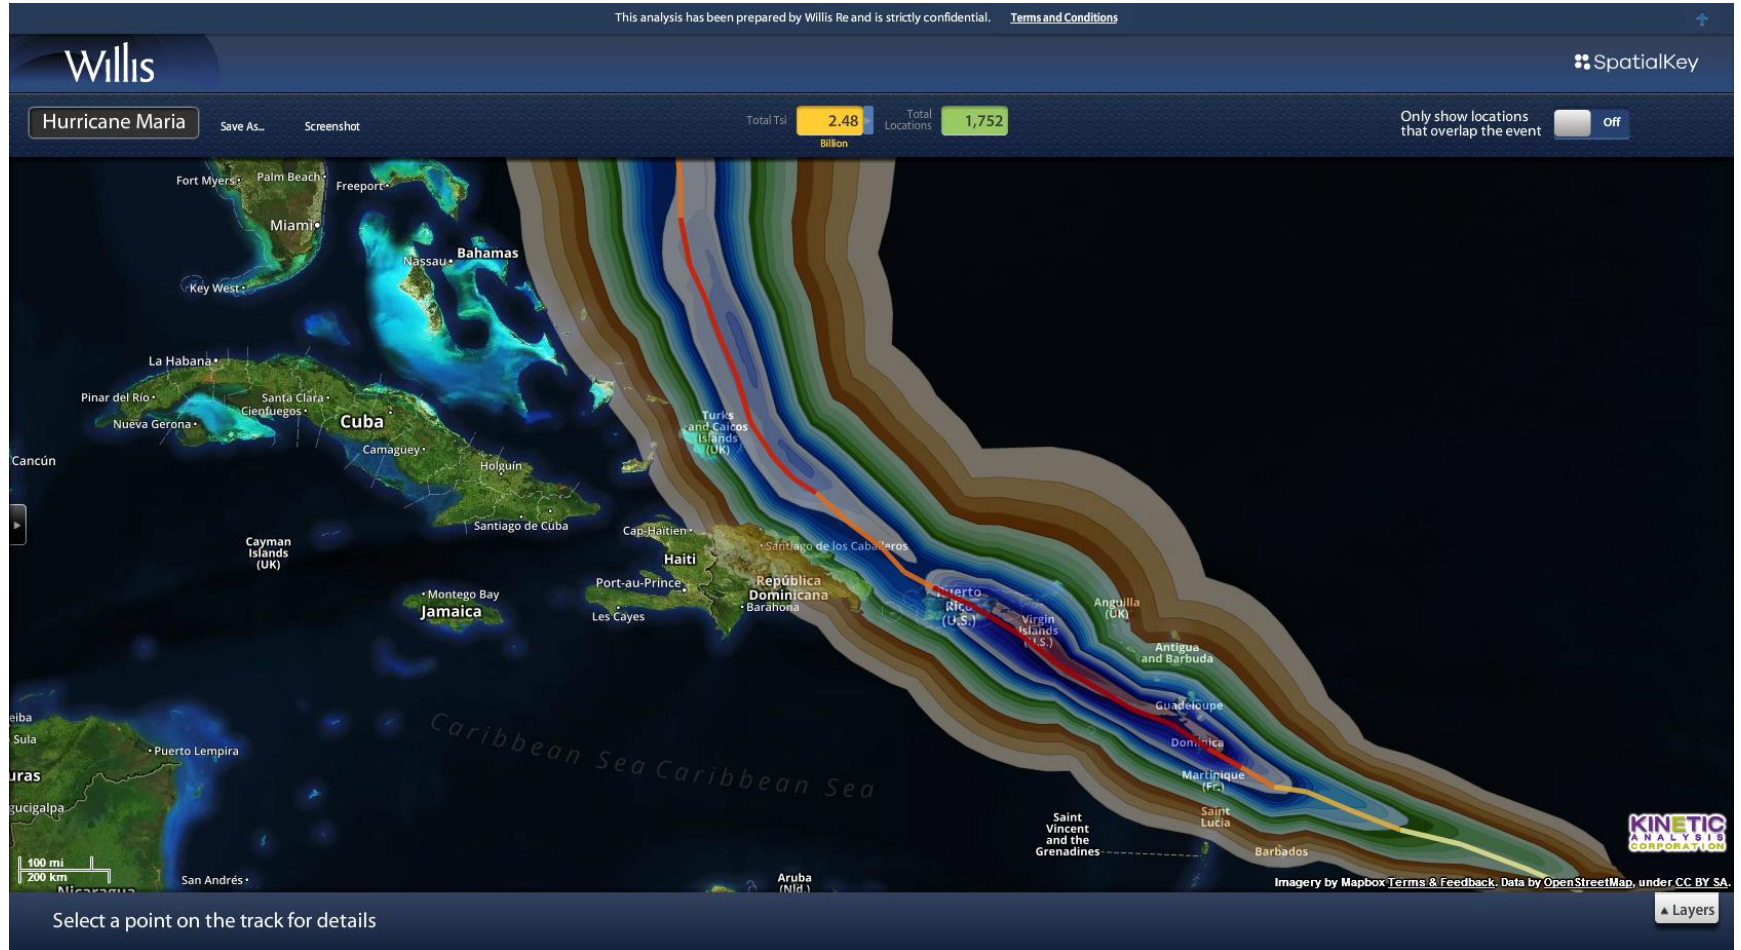 This analysis has been prepared by Willis Re and is strictly confidential. Terms and Conditions
Willis
SpatialKey
Hurricane Maria
Save As...
Screenshot
Total Tsi
2.48
Billion
Total
Locations
1,752
Only show locations
that overlap the event
Off
Fort Myers
Palm Beach
Freeport
Miami
Nassau
Bahamas
Key West
La Habana
Pinar del Río
Santa Clara
Cienfuegos
Nueva Gerona
Cuba
Camagüey
Holguín
Cancún
Santiago de Cuba
Turks
and Caicos
Islands
(UK)
Cayman
Islands
(UK)
Cap-Haïtien
Santiago de los Caballeros
Haiti
Port-au-Prince
República
Dominicana
Barahona
Les Cayes
Montego Bay
Jamaica
Puerto
Rico
(U.S.)
Virgin
Islands
(U.S.)
Anguilla
(UK)
Antigua
and Barbuda
Guadeloupe
Dominica
Martinique
(Fr.)
Saint
Lucia
Saint
Vincent
and the
Grenadines
Barbados
Caribbean Sea Caribbean Sea
eiba
Sula
Puerto Lempira
uras
gucigalpa
100 mi
200 km
Nicaragua
San Andrés
Aruba
(Nld.)
KINETIC
ANALYSIS
CORPORATION
Imagery by Mapbox Terms & Feedback. Data by OpenStreetMap, under CC BY SA.
Select a point on the track for details
Layers